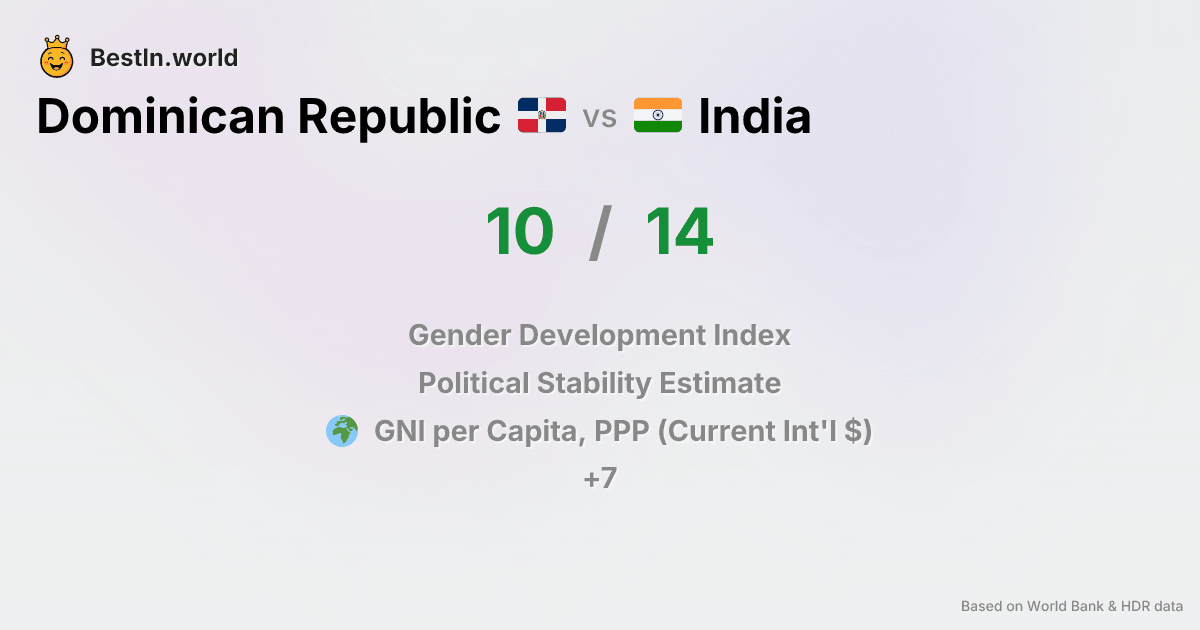 BestIn.world
Dominican Republic vs India
10 / 14
Gender Development Index
Political Stability Estimate
GNI per Capita, PPP (Current Int'l $)
+7
Based on World Bank & HDR data